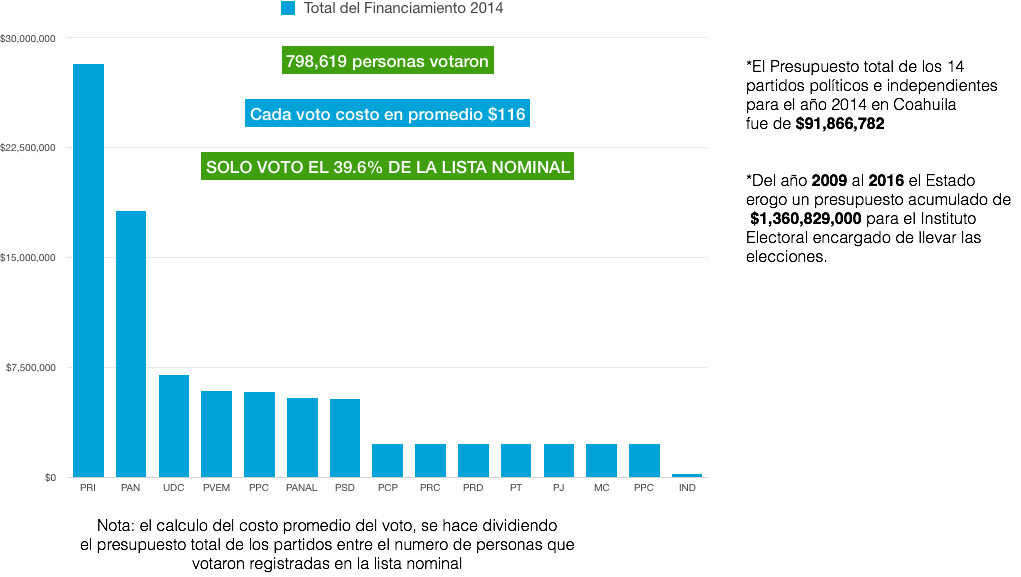 Total del Financiamiento 2014
$30,000,000
798,619 personas votaron
Cada voto costo en promedio $116
$22,500,000
SOLO VOTO EL 39.6% DE LA LISTA NOMINAL
$15,000,000
$7,500,000
$0
PRI PAN UDC PVEM PPC PANAL PSD PCP PRC PRD PT PJ MC PPC IND
Nota: el calculo del costo promedio del voto, se hace dividiendo
el presupuesto total de los partidos entre el numero de personas que
votaron registradas en la lista nominal
*El Presupuesto total de los 14
partidos políticos e independientes
para el año 2014 en Coahuila
fue de $91,866,782
*Del año 2009 al 2016 el Estado
erogo un presupuesto acumulado de
$1,360,829,000 para el Instituto
Electoral encargado de llevar las
elecciones.